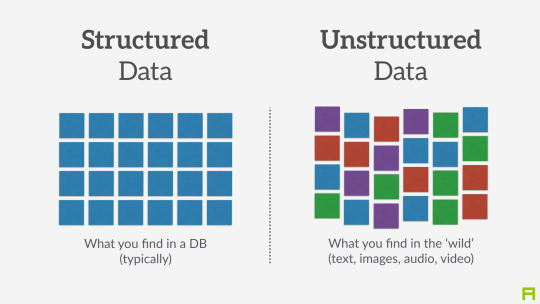 Structured
Data
What you find in a DB
(typically)
Unstructured
Data
What you find in the ‘wild’
(text, images, audio, video)